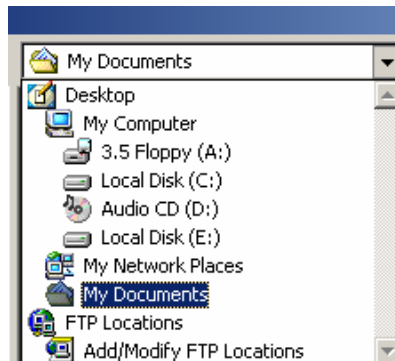 My Documents
Desktop
My Computer
3.5 Floppy (A:)
Local Disk (C:)
Audio CD (D:)
Local Disk (E:)
My Network Places
My Documents
FTP Locations
Add/Modify FTP Locations